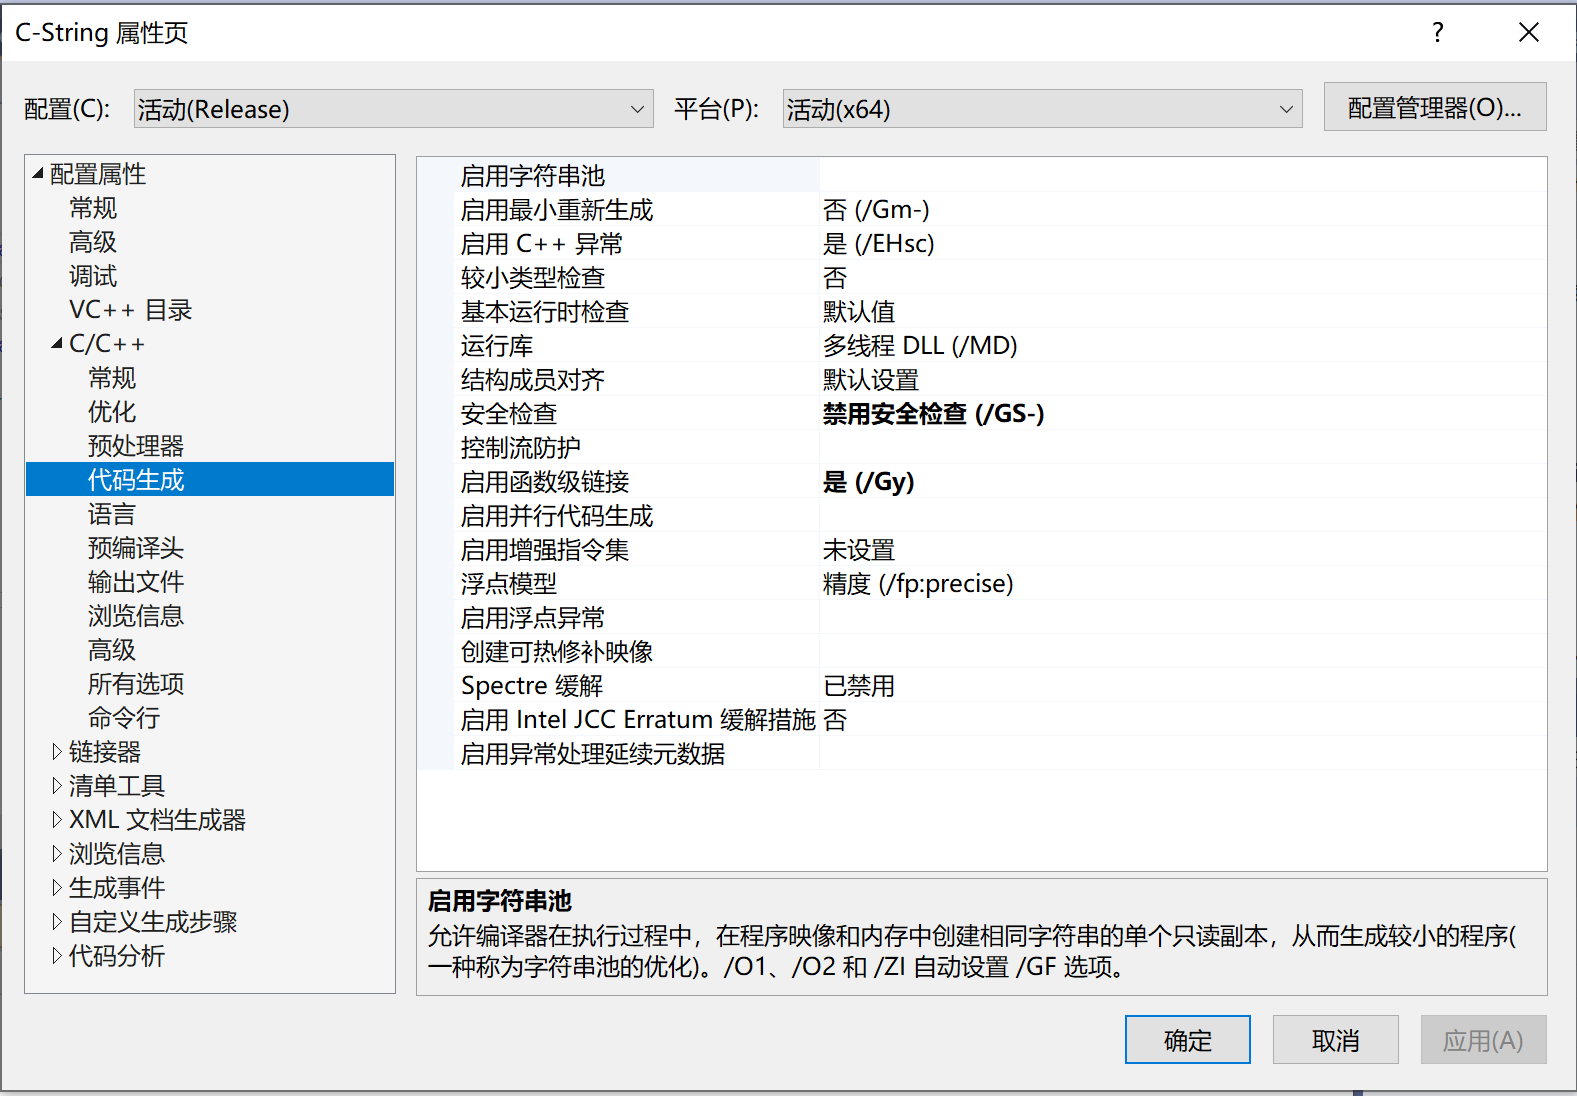 C-String 属性页
?
配置(C): 活动(Release) 平台(P): 活动(x64) 配置管理器(O)...
配置属性
常规
高级
调试
VC++ 目录
C/C++
常规
优化
预处理器
代码生成
语言
预编译头
输出文件
浏览信息
高级
所有选项
命令行
链接器
清单工具
XML 文档生成器
浏览信息
生成事件
自定义生成步骤
代码分析
启用字符串池
启用最小重新生成 否 (/Gm-)
启用 C++ 异常 是 (/EHsc)
较小类型检查 否
基本运行时检查 默认值
运行库 多线程 DLL (/MD)
结构成员对齐 默认设置
安全检查 禁用安全检查 (/GS-)
控制流防护
启用函数级链接 是 (/Gy)
启用并行代码生成
启用增强指令集 未设置
浮点模型 精度 (/fp:precise)
启用浮点异常
创建可热修补映像
Spectre 缓解 已禁用
启用 Intel JCC Erratum 缓解措施 否
启用异常处理延续元数据
启用字符串池
允许编译器在执行过程中，在程序映像和内存中创建相同字符串的单个只读副本，从而生成较小的程序(
一种称为字符串池的优化)。/O1、/O2 和 /ZI 自动设置 /GF 选项。
确定 取消 应用(A)